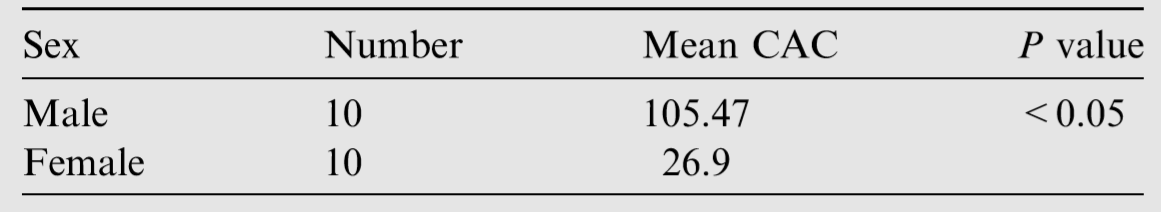 Sex Number Mean CAC P value
Male 10 105.47 <0.05
Female 10 26.9